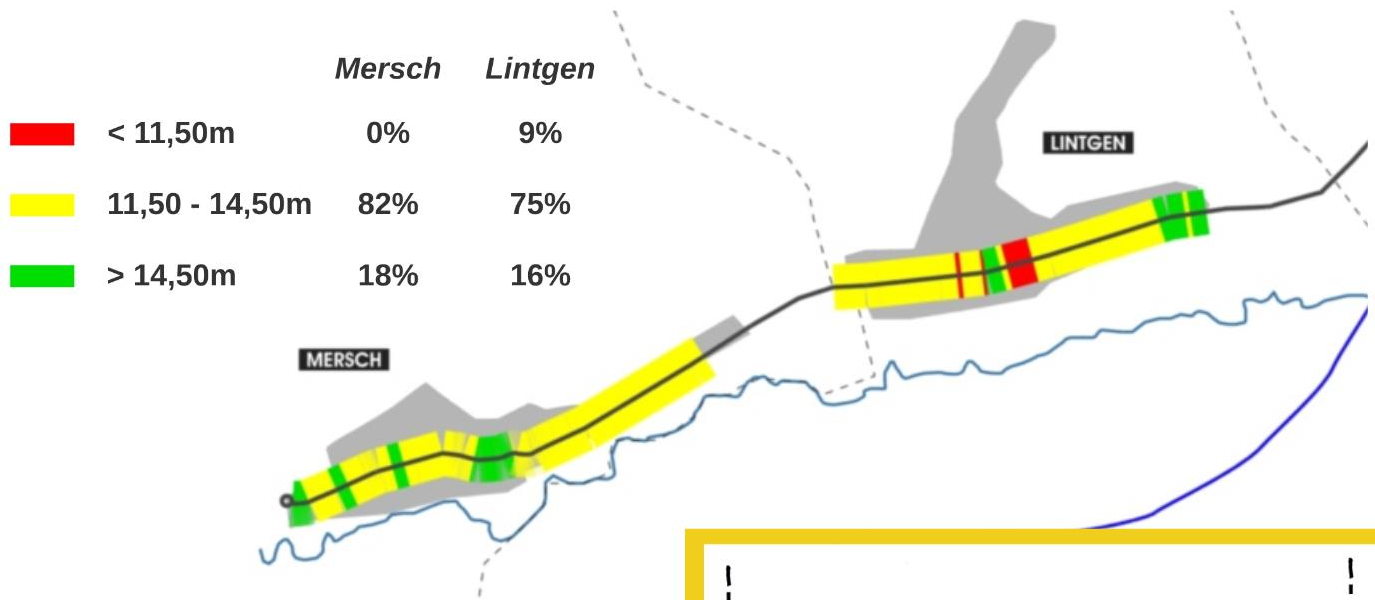 Mersch Lintgen
< 11,50m 0% 9%
11,50 - 14,50m 82% 75%
> 14,50m 18% 16%
LINTGEN
MERSCH